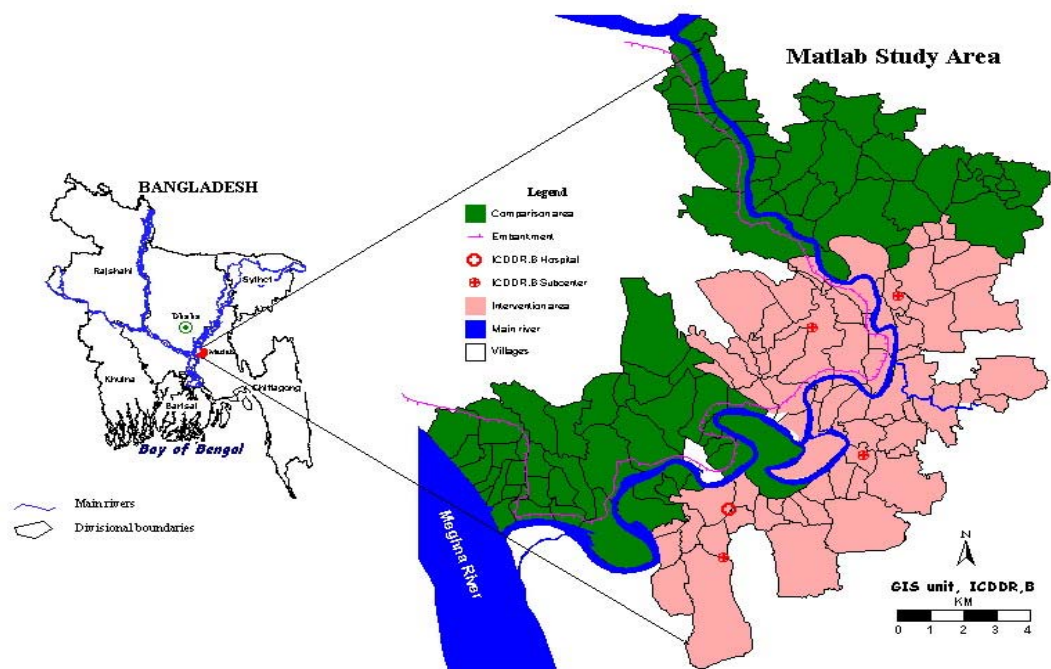 Matlab Study Area
BANGLADESH
Rajshahi
Sylhet
Dhaka
Matlab
Khulna
Barisal
Chittagong
Bay of Bengal
Main rivers
Divisional boundaries
Legend
Comparison area
Embankment
ICDDR,B Hospital
ICDDR,B Subcenter
Intervention area
Main river
Villages
Meghna River
N
GIS unit, ICDDR,B
KM
0 1 2 3 4